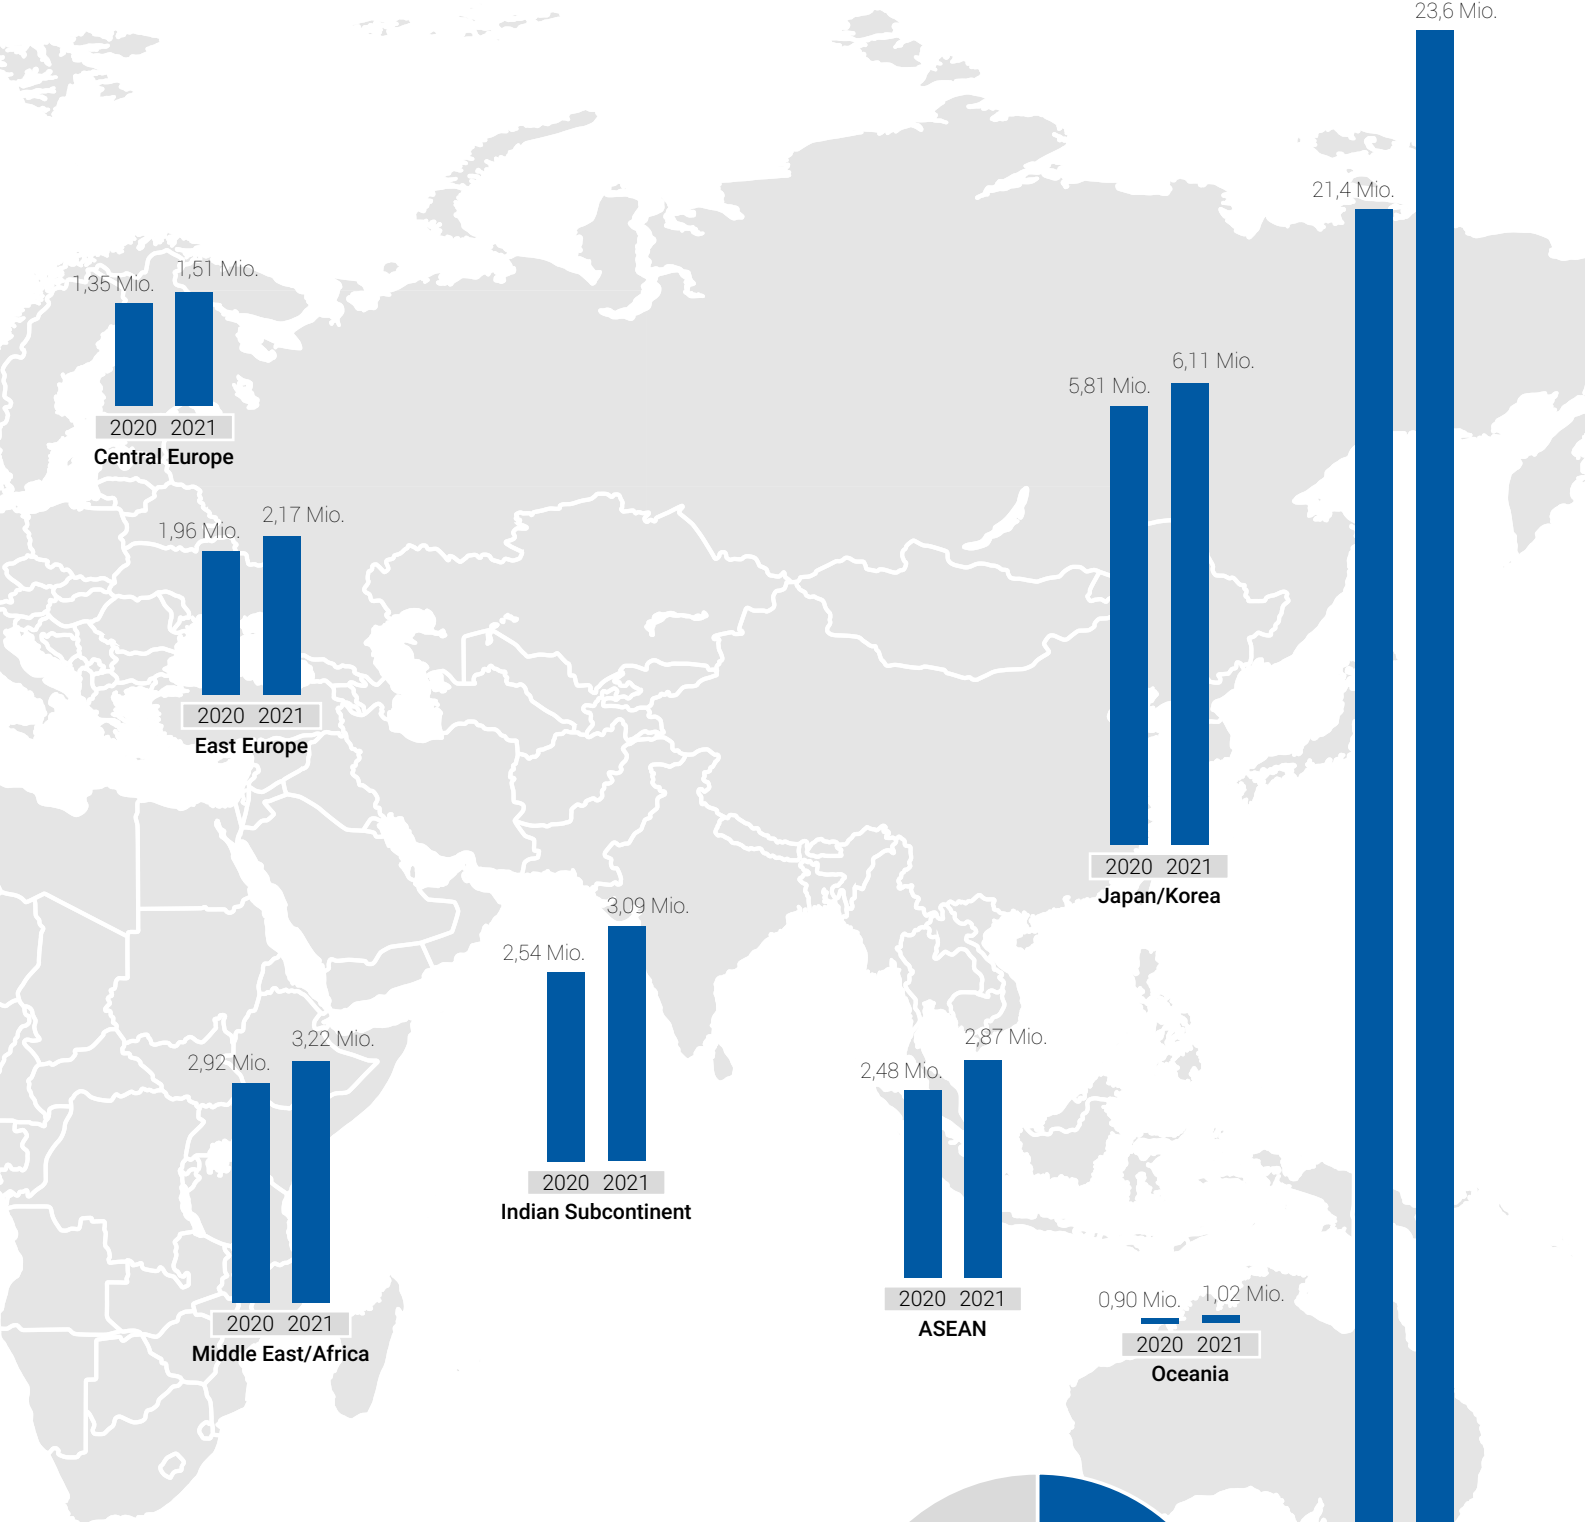 23,6 Mio.
21,4 Mio.
1,35 Mio.
1,51 Mio.
2020 2021
Central Europe
1,96 Mio.
2,17 Mio.
2020 2021
East Europe
5,81 Mio.
6,11 Mio.
2020 2021
Japan/Korea
2,54 Mio.
3,09 Mio.
2020 2021
Indian Subcontinent
2,92 Mio.
3,22 Mio.
2020 2021
Middle East/Africa
2,48 Mio.
2,87 Mio.
2020 2021
ASEAN
0,90 Mio.
1,02 Mio.
2020 2021
Oceania